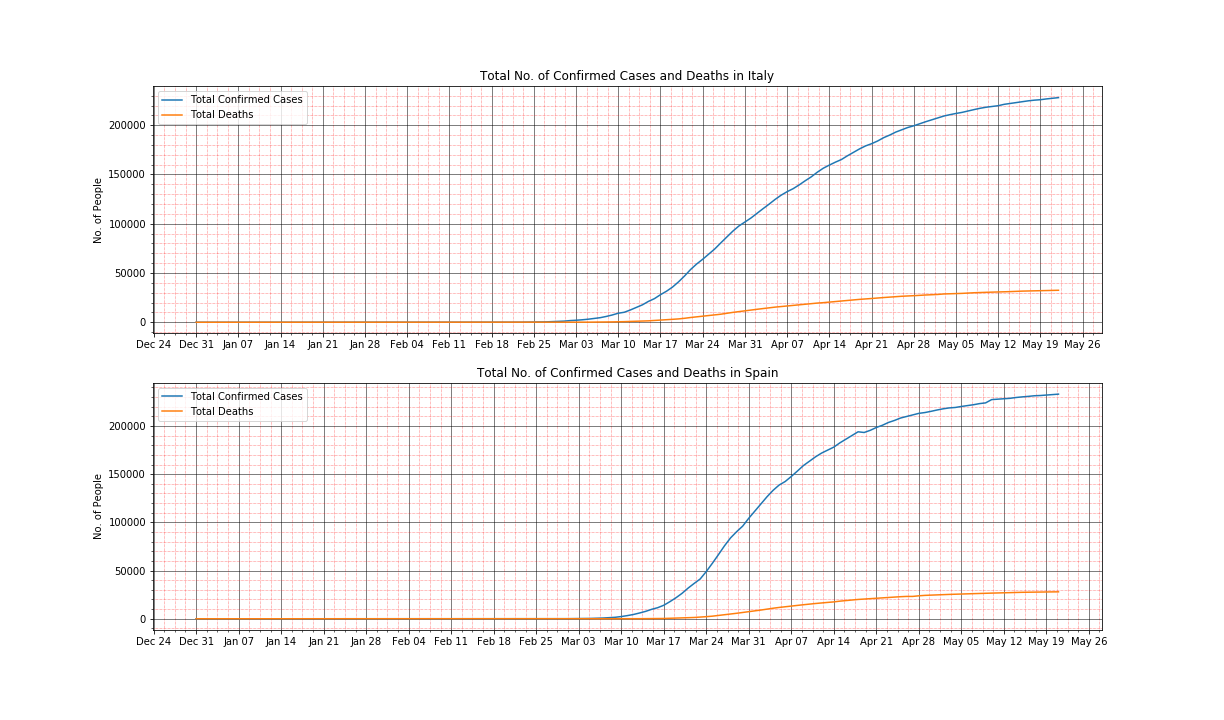 Total No. of Confirmed Cases and Deaths in Italy
Total Confirmed Cases
Total Deaths
200000
150000
100000
50000
0
No. of People
Dec 24 Dec 31 Jan 07 Jan 14 Jan 21 Jan 28 Feb 04 Feb 11 Feb 18 Feb 25 Mar 03 Mar 10 Mar 17 Mar 24 Mar 31 Apr 07 Apr 14 Apr 21 Apr 28 May 05 May 12 May 19 May 26
Total No. of Confirmed Cases and Deaths in Spain
Total Confirmed Cases
Total Deaths
200000
150000
100000
50000
0
No. of People
Dec 24 Dec 31 Jan 07 Jan 14 Jan 21 Jan 28 Feb 04 Feb 11 Feb 18 Feb 25 Mar 03 Mar 10 Mar 17 Mar 24 Mar 31 Apr 07 Apr 14 Apr 21 Apr 28 May 05 May 12 May 19 May 26